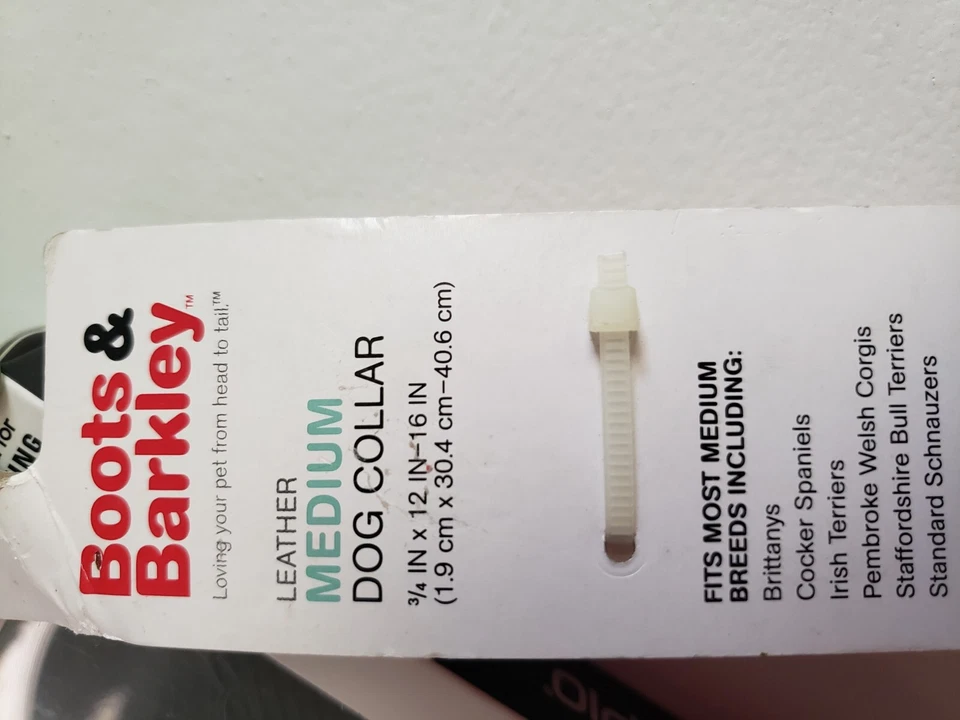 Boots &
Barkley™
Loving your pet from head to tail.™
LEATHER
MEDIUM
DOG COLLAR
¾ IN x 12 IN–16 IN
(1.9 cm x 30.4 cm–40.6 cm)
FITS MOST MEDIUM
BREEDS INCLUDING:
Brittanys
Cocker Spaniels
Irish Terriers
Pembroke Welsh Corgis
Staffordshire Bull Terriers
Standard Schnauzers
for